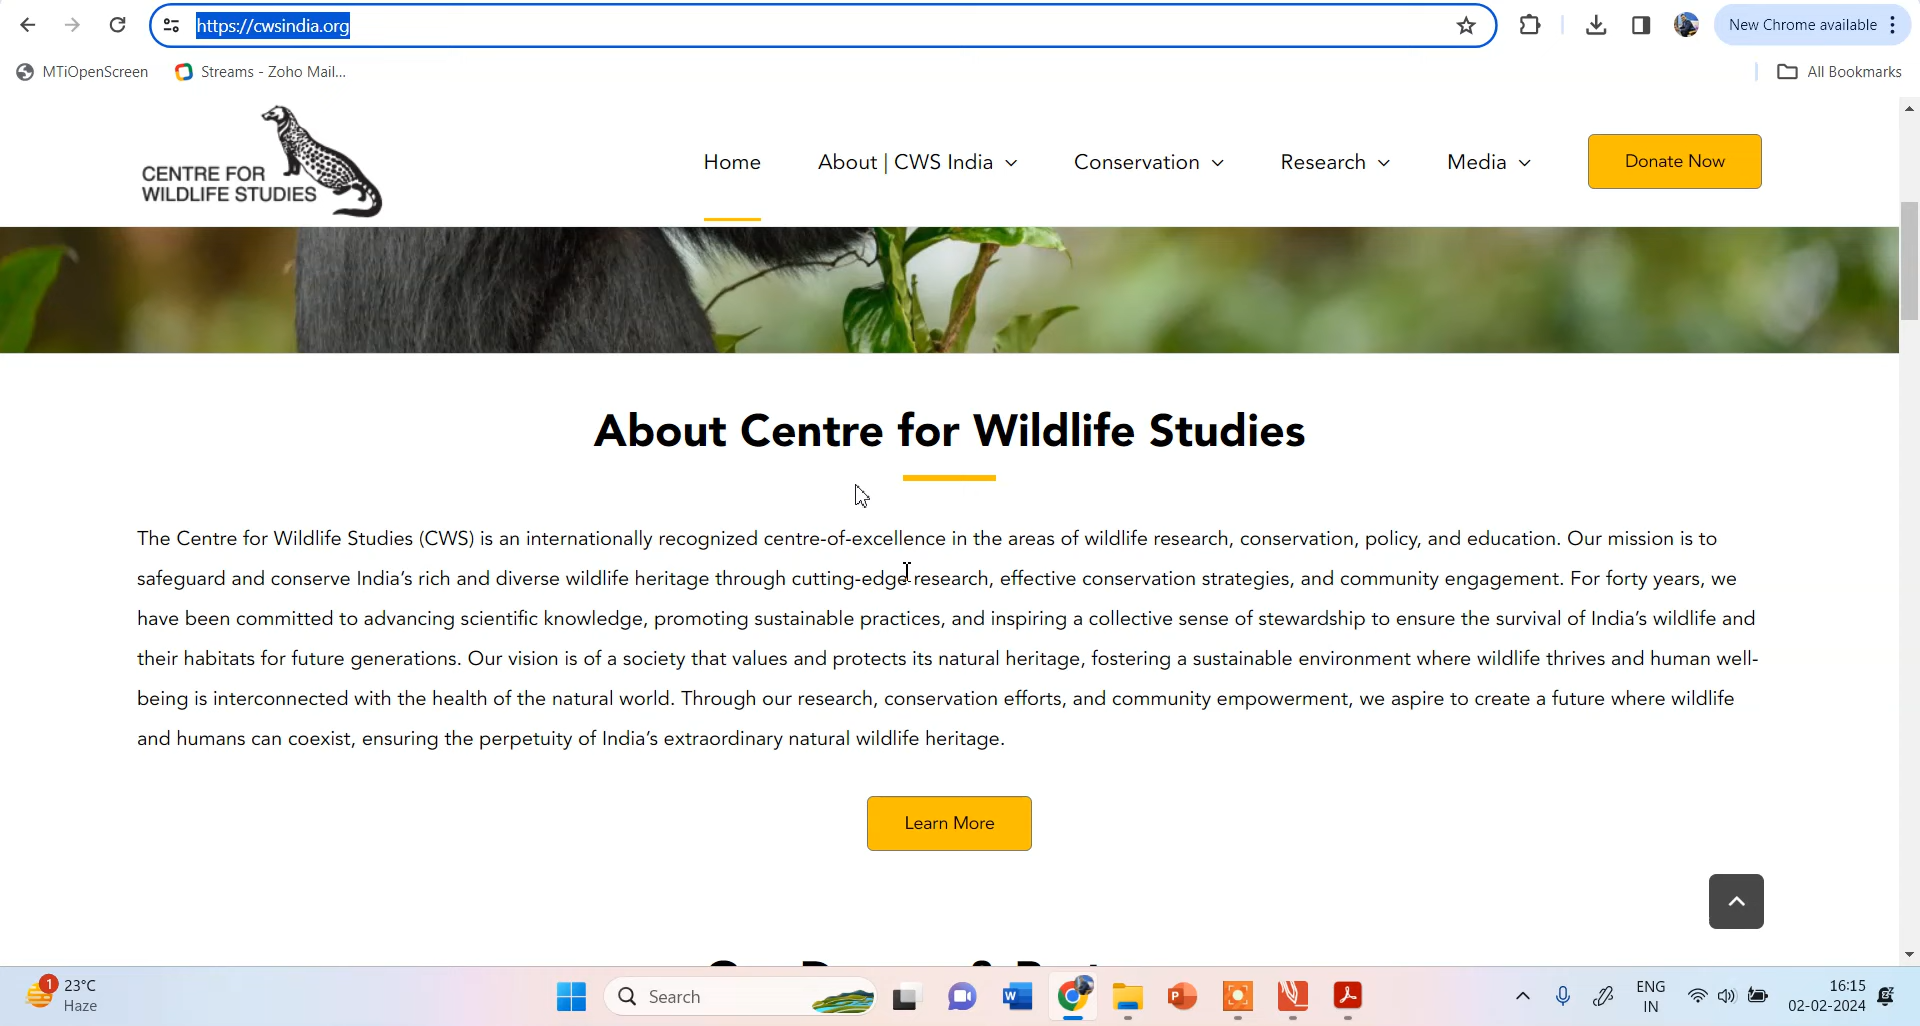 https://cwsindia.org
New Chrome available
MTiOpenScreen
Streams - Zoho Mail...
All Bookmarks
CENTRE FOR
WILDLIFE STUDIES
Home
About | CWS India
Conservation
Research
Media
Donate Now
About Centre for Wildlife Studies
The Centre for Wildlife Studies (CWS) is an internationally recognized centre-of-excellence in the areas of wildlife research, conservation, policy, and education. Our mission is to
safeguard and conserve India's rich and diverse wildlife heritage through cutting-edge research, effective conservation strategies, and community engagement. For forty years, we
have been committed to advancing scientific knowledge, promoting sustainable practices, and inspiring a collective sense of stewardship to ensure the survival of India's wildlife and
their habitats for future generations. Our vision is of a society that values and protects its natural heritage, fostering a sustainable environment where wildlife thrives and human well-
being is interconnected with the health of the natural world. Through our research, conservation efforts, and community empowerment, we aspire to create a future where wildlife
and humans can coexist, ensuring the perpetuity of India's extraordinary natural wildlife heritage.
Learn More
1
23°C
Haze
Search
ENG
IN
16:15
02-02-2024